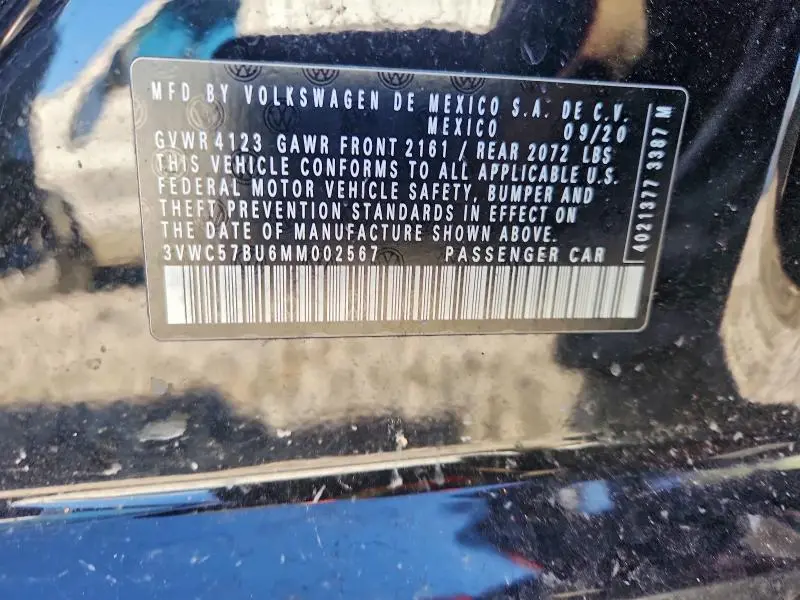 MFD BY VOLKSWAGEN DE MEXICO S.A. DE C.V.
MEXICO 09/20
GVWR 4123 GAWR FRONT 2161 / REAR 2072 LBS
THIS VEHICLE CONFORMS TO ALL APPLICABLE U.S.
FEDERAL MOTOR VEHICLE SAFETY, BUMPER AND
THEFT PREVENTION STANDARDS IN EFFECT ON
THE DATE OF MANUFACTURE SHOWN ABOVE.
3VWC57BU6MM002567 PASSENGER CAR
4021377 3387 M